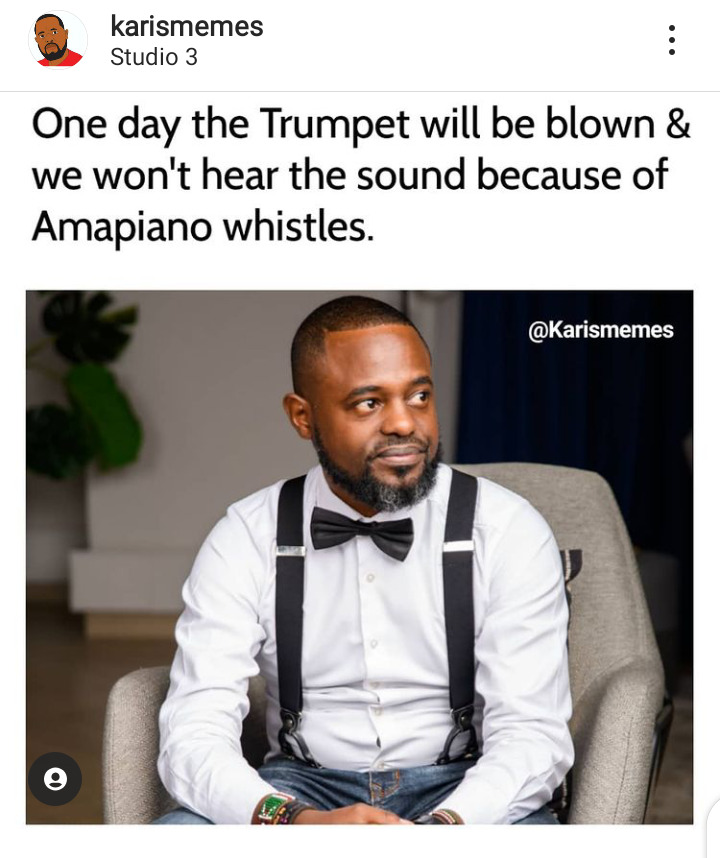 karismemes
Studio 3
One day the Trumpet will be blown &
we won't hear the sound because of
Amapiano whistles.
@Karismemes